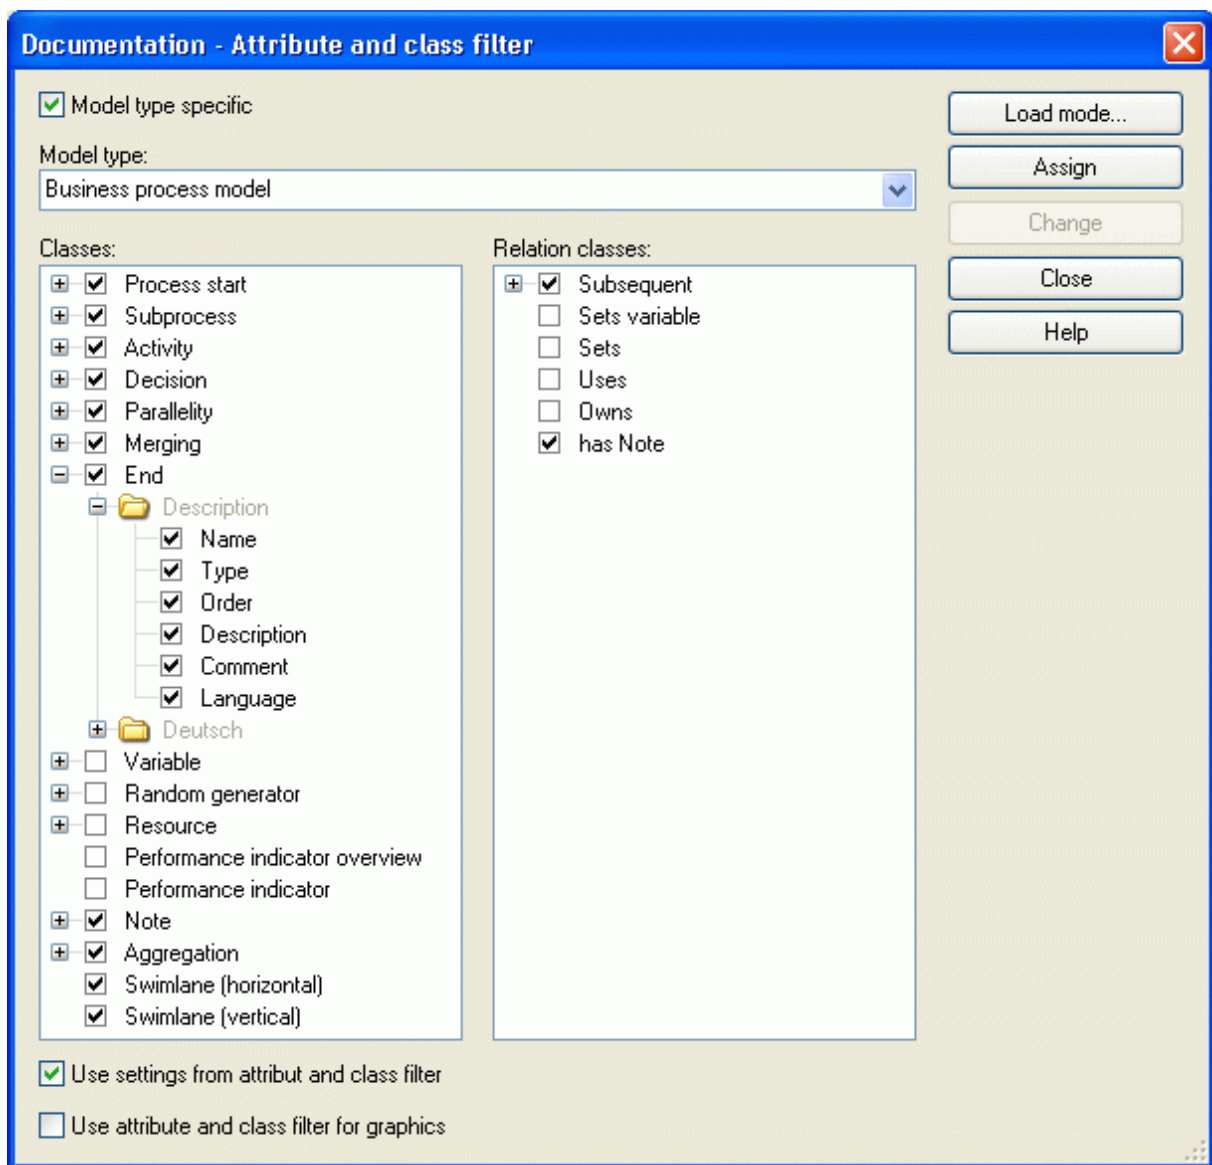 Documentation - Attribute and class filter
Model type specific
Model type:
Business process model
Load mode...
Assign
Change
Close
Help
Classes:
Process start
Subprocess
Activity
Decision
Parallelity
Merging
End
Description
Name
Type
Order
Description
Comment
Language
Deutsch
Variable
Random generator
Resource
Performance indicator overview
Performance indicator
Note
Aggregation
Swimlane (horizontal)
Swimlane (vertical)
Relation classes:
Subsequent
Sets variable
Sets
Uses
Owns
has Note
Use settings from attribut and class filter
Use attribute and class filter for graphics